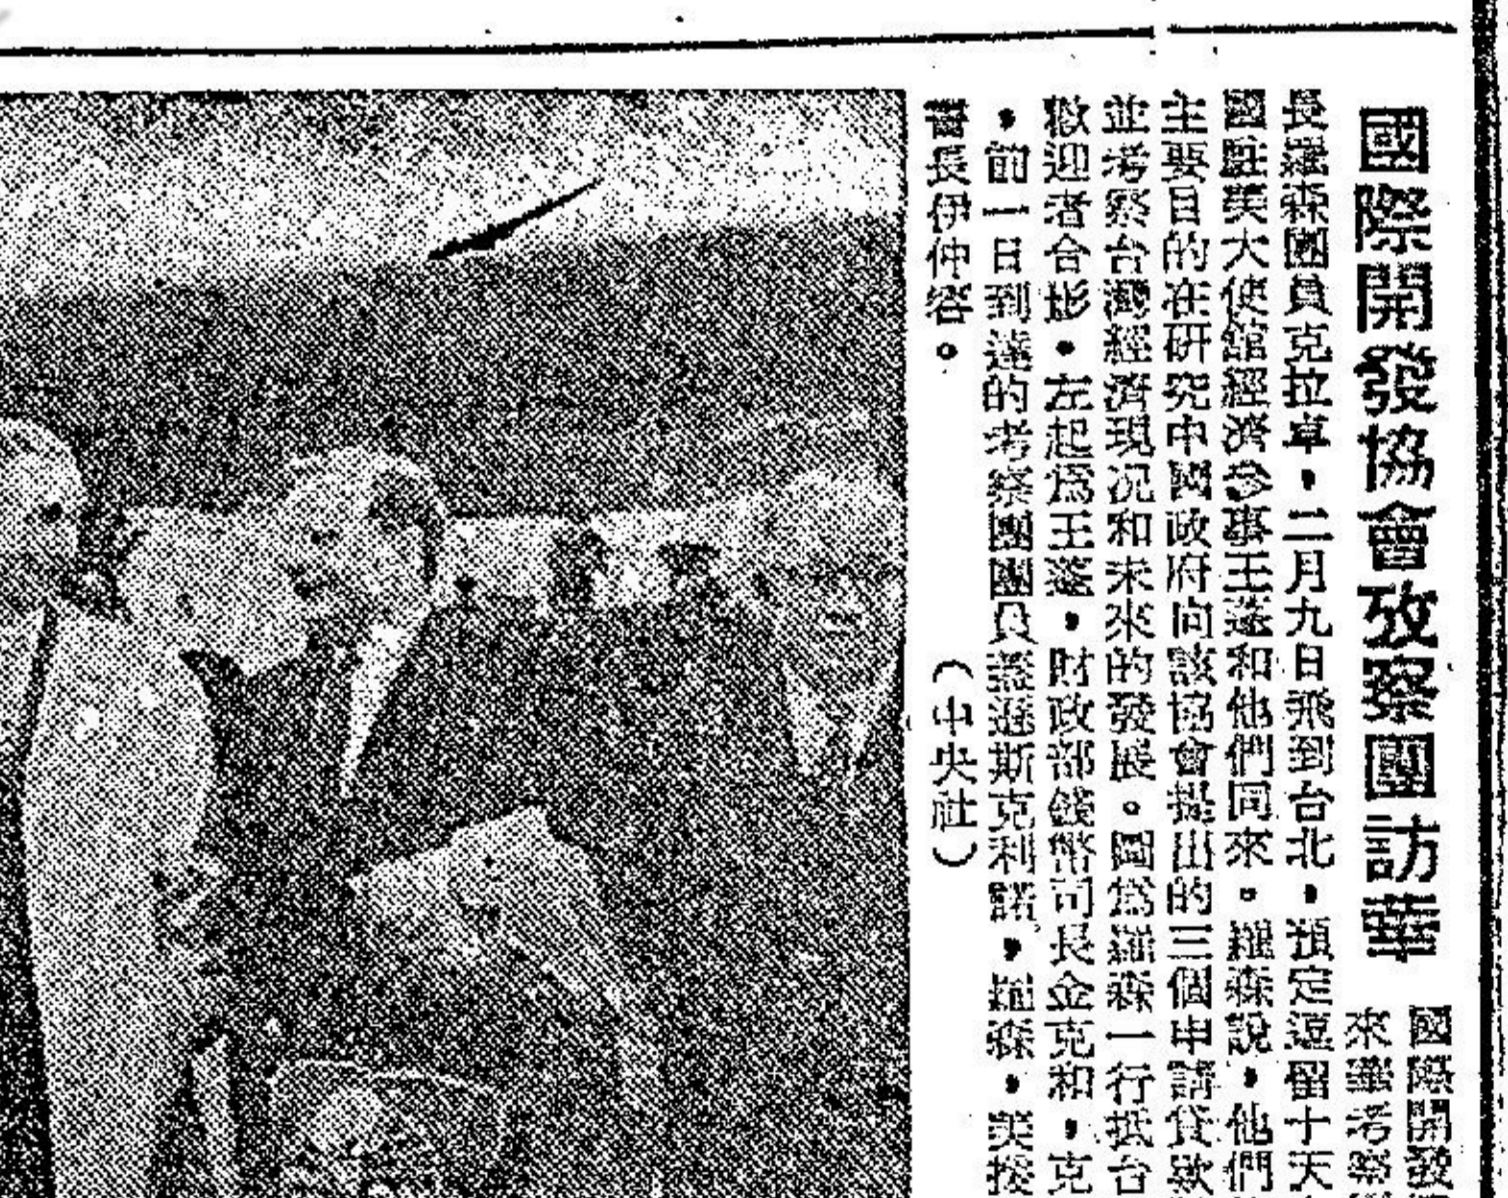 國際開發協會攷察團訪華
國際開發
來華考察
長羅森團員克拉卓，二月九日飛到台北，預定逗留十天
國駐美大使館經濟參事王蓬和他們同來。羅森說，他們
主要目的在研究中國政府向該協會提出的三個申請貸款
並考察台灣經濟現況和未來的發展。圖為羅森一行抵台
歡迎者合影。左起為王蓬，財政部錢幣司長金克和，克
，前一日到達的考察團團員蓋遜斯克利諾，羅森，美援
書長伊仲容。　（中央社）